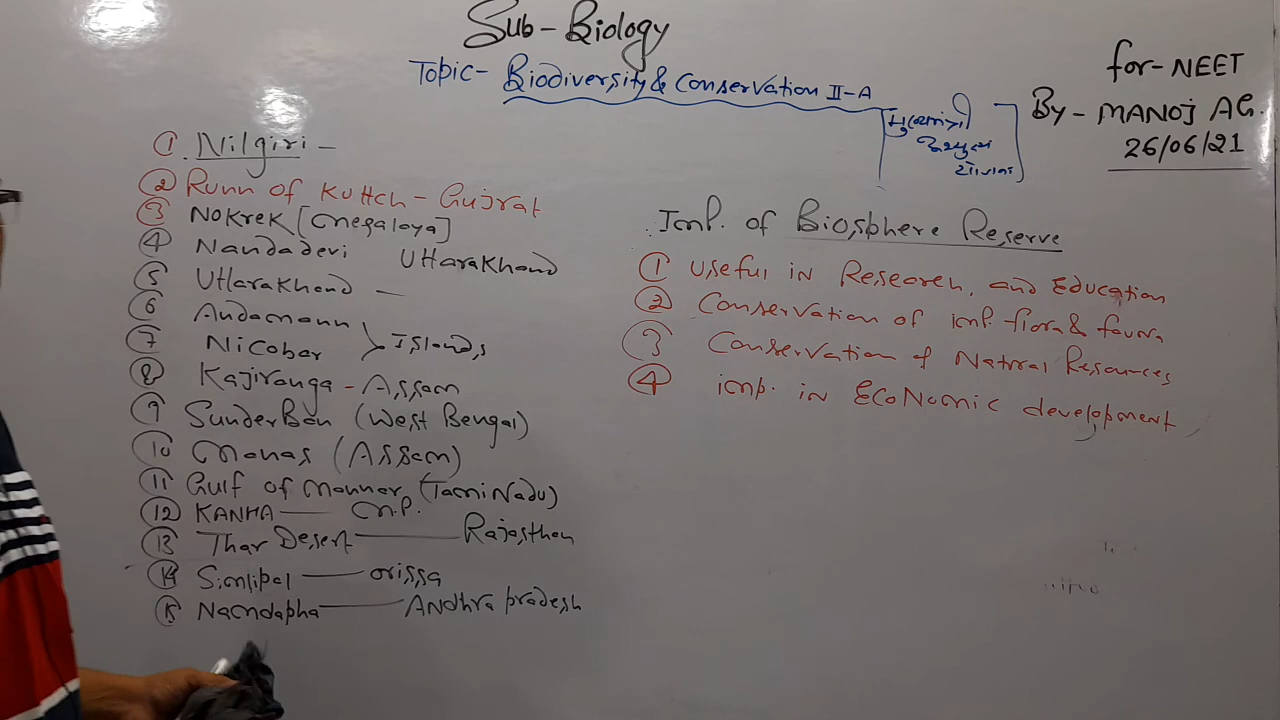 Sub-Biology
Topic- Biodiversity & Conservation II-A
for-NEET
By-MANOJ AG.
26/06/21
① Nilgiri -
② Runn of Kuttch - Gujrat
③ Nokrek [Megalaya]
④ Nandadevi Uttarakhand
⑤ Uttarakhand -
⑥ Andamann
⑦ Nicobar Islands
⑧ Kajiranga - Assam
⑨ SunderBan (West Bengal)
⑩ Manas (Assam)
⑪ Gulf of Mannar (TamilNadu)
⑫ KANHA - M.P.
⑬ Thar Desert - Rajasthan
⑭ Simlipal - orissa
⑮ Namdapha - ANdhra pradesh
Imp. of Biosphere Reserve
① Useful in Research, and Education
② Conservation of imp. flora & fauna
③ Conservation of Natural Resources
④ imp. in EcoNomic development